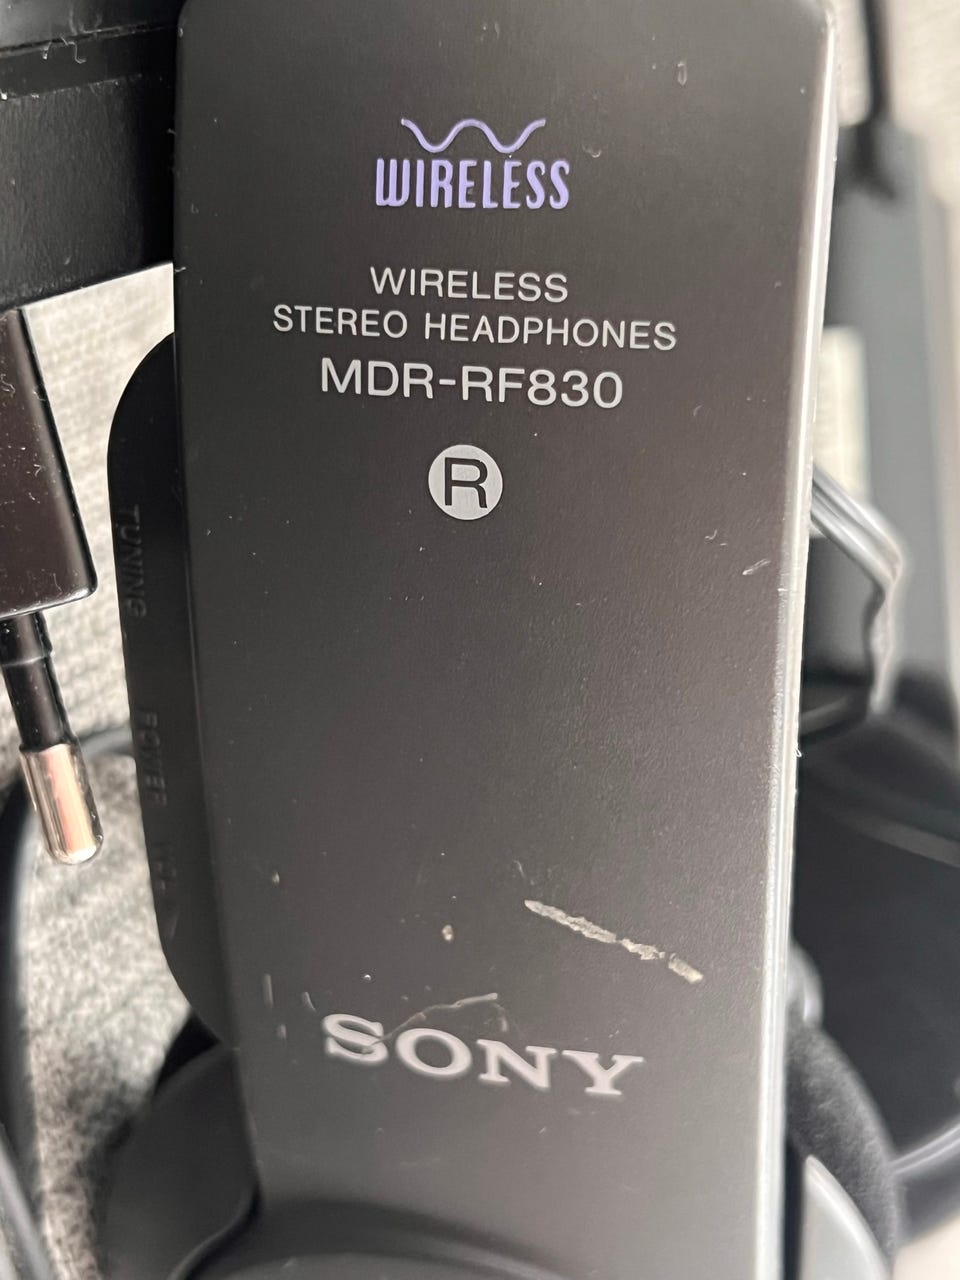 WIRELESS
WIRELESS
STEREO HEADPHONES
MDR-RF830
R
TUNING
POWER
SONY